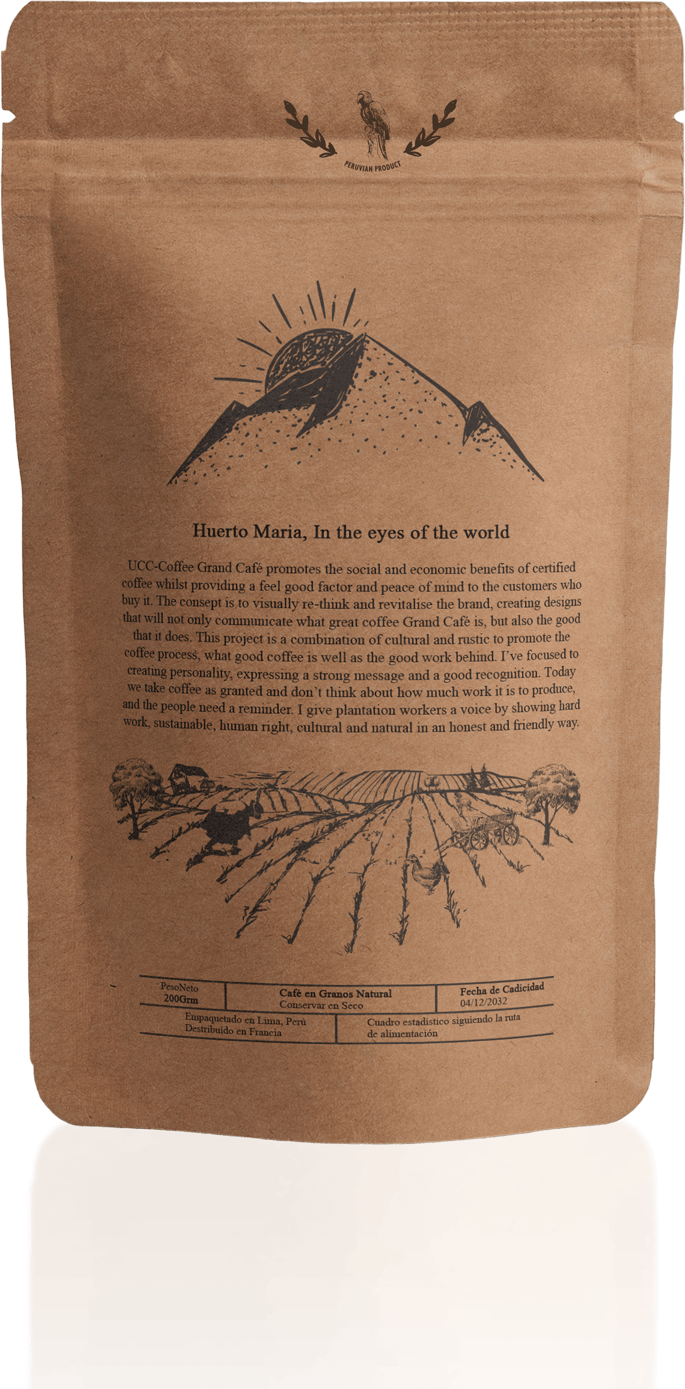 PERUVIAN PRODUCT
Huerto Maria, In the eyes of the world
UCC-Coffee Grand Café promotes the social and economic benefits of certified
coffee whilst providing a feel good factor and peace of mind to the customers who
buy it. The consept is to visually re-think and revitalise the brand, creating designs
that will not only communicate what great coffee Grand Café is, but also the good
that it does. This project is a combination of cultural and rustic to promote the
coffee process, what good coffee is well as the good work behind. I've focused to
creating personality, expressing a strong message and a good recognition. Today
we take coffee as granted and don't think about how much work it is to produce,
and the people need a reminder. I give plantation workers a voice by showing hard
work, sustainable, human right, cultural and natural in an honest and friendly way.
PesoNeto
200Grm
Cafè en Granos Natural
Conservar en Seco
Fecha de Cadicidad
04/12/2032
Empaquetado en Lima, Perú
Destribuido en Francia
Cuadro estadistico siguiendo la ruta
de alimentación